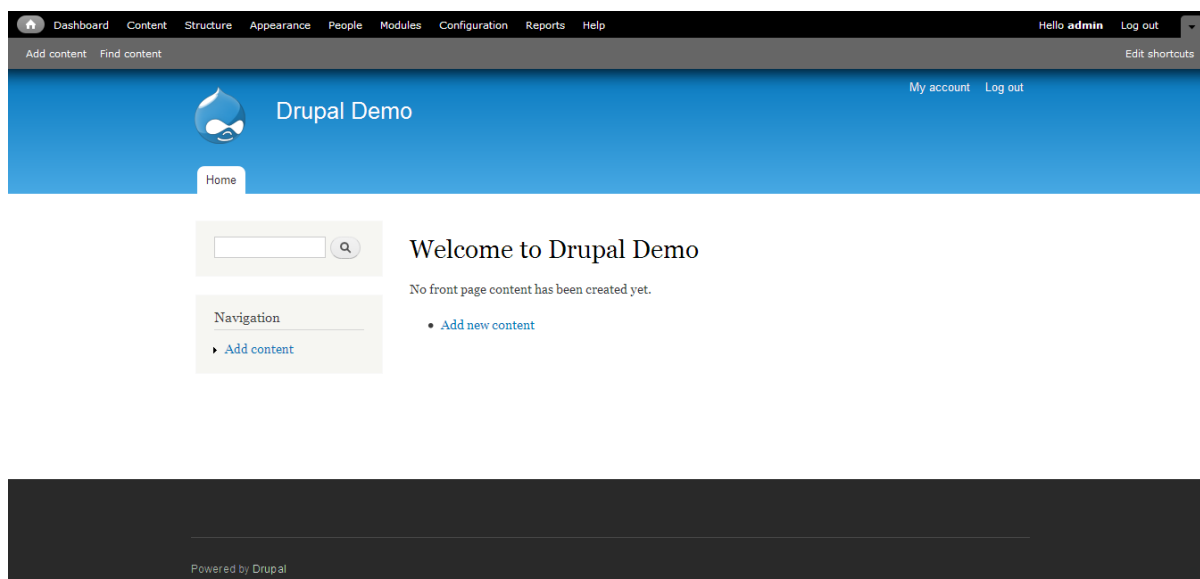 Dashboard Content Structure Appearance People Modules Configuration Reports Help Hello admin Log out
Add content Find content Edit shortcuts
My account Log out
Drupal Demo
Home
Welcome to Drupal Demo
No front page content has been created yet.
Add new content
Navigation
Add content
Powered by Drupal